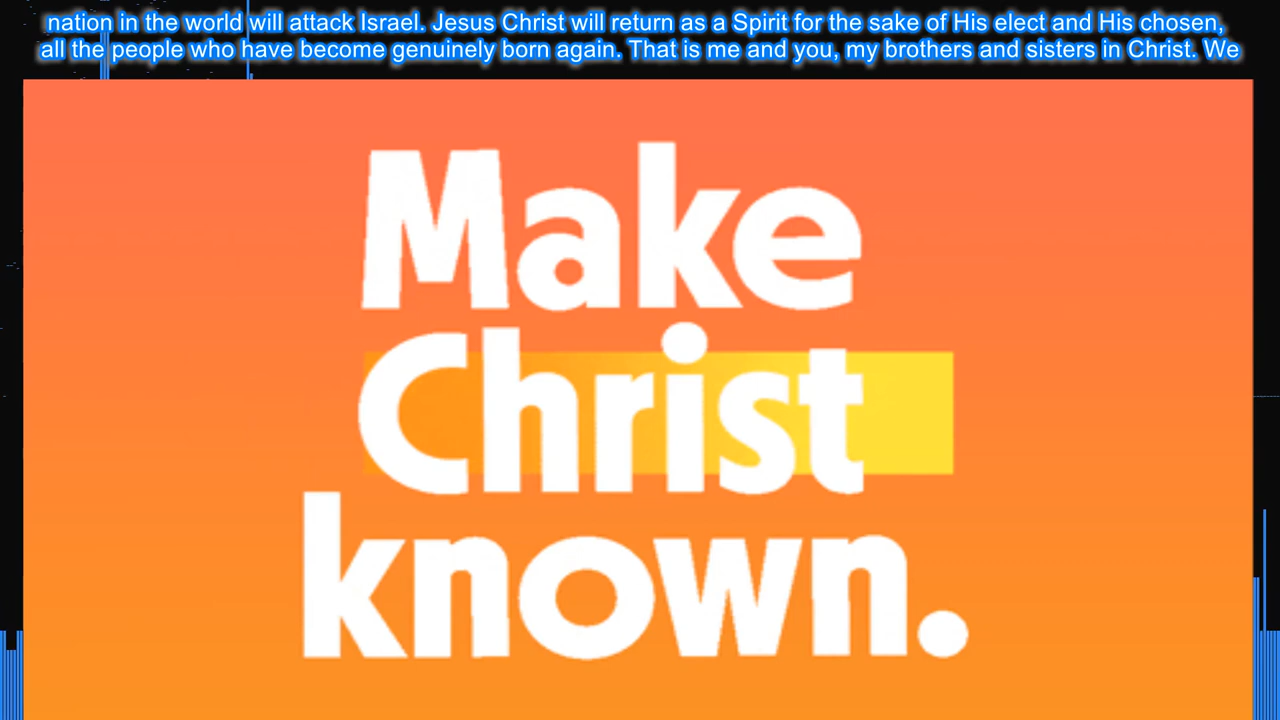 nation in the world will attack Israel. Jesus Christ will return as a Spirit for the sake of His elect and His chosen,
all the people who have become genuinely born again. That is me and you, my brothers and sisters in Christ. We
Make
Christ
known.